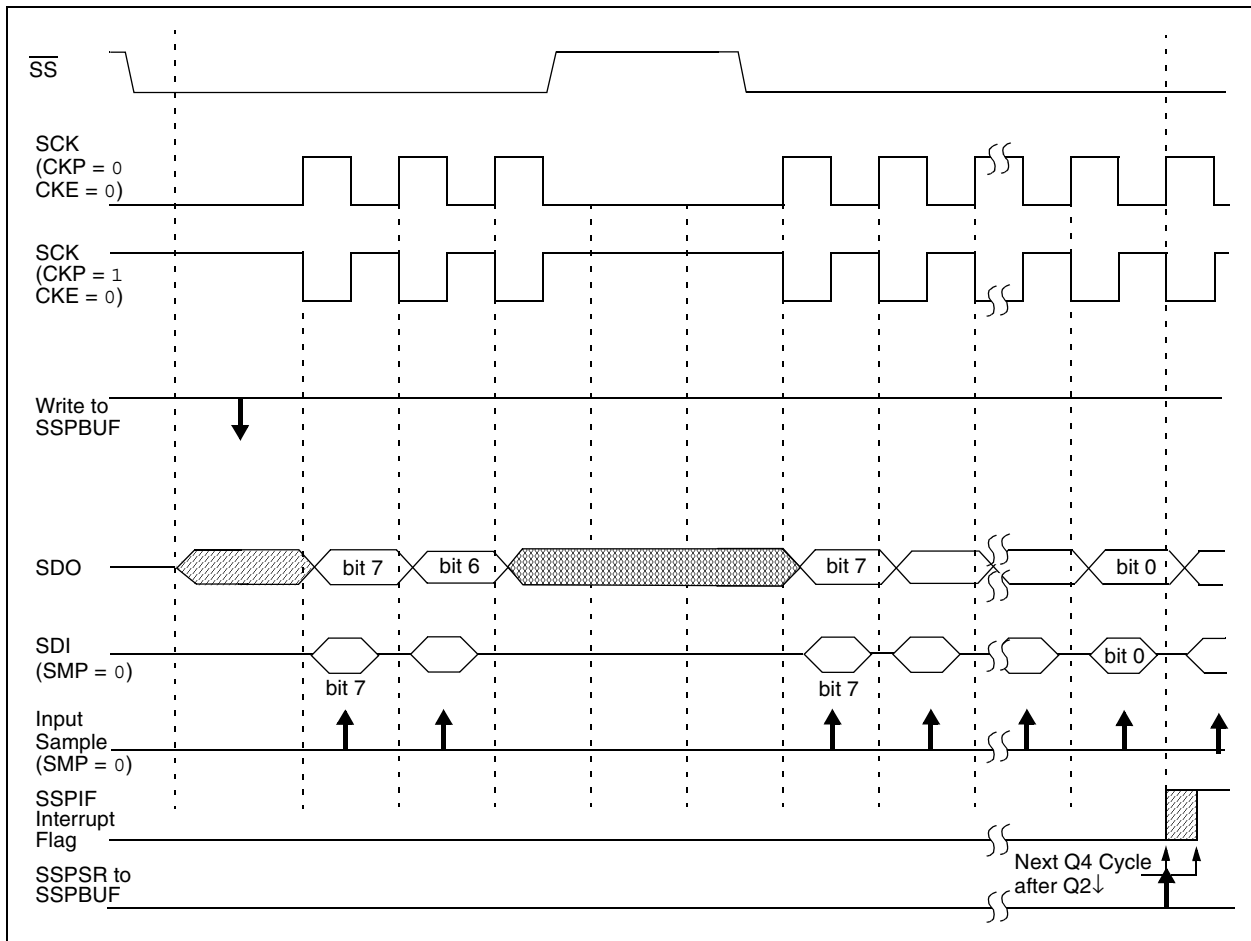 SS
SCK
(CKP = 0
CKE = 0)
SCK
(CKP = 1
CKE = 0)
Write to
SSPBUF
SDO
bit 7
bit 6
bit 7
bit 0
SDI
(SMP = 0)
bit 7
bit 7
bit 0
Input
Sample
(SMP = 0)
SSPIF
Interrupt
Flag
SSPSR to
SSPBUF
Next Q4 Cycle
after Q2↓